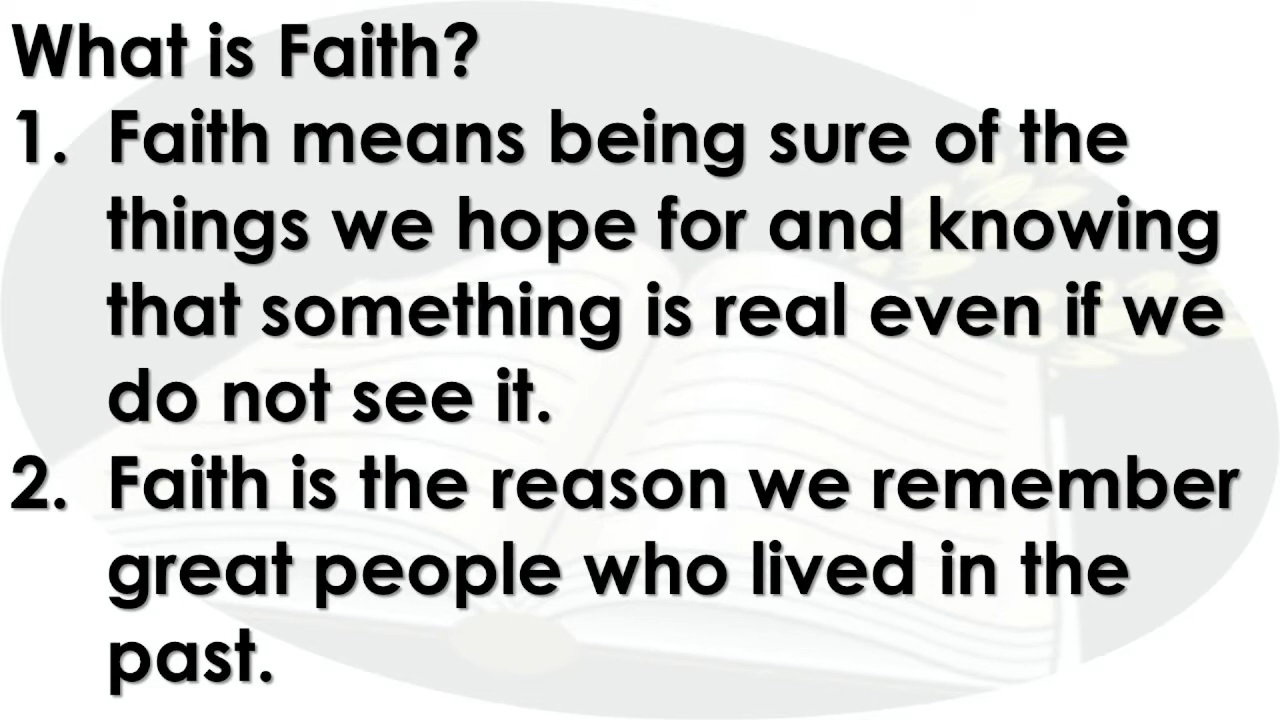 What is Faith?
1. Faith means being sure of the
things we hope for and knowing
that something is real even if we
do not see it.
2. Faith is the reason we remember
great people who lived in the
past.